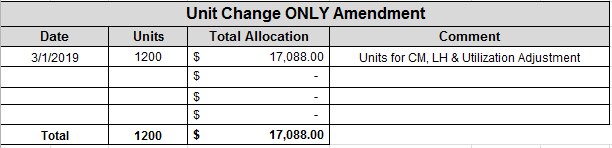 Unit Change ONLY Amendment
Date Units Total Allocation Comment
3/1/2019 1200 $ 17,088.00 Units for CM, LH & Utilization Adjustment
$ -
$ -
$ -
Total 1200 $ 17,088.00